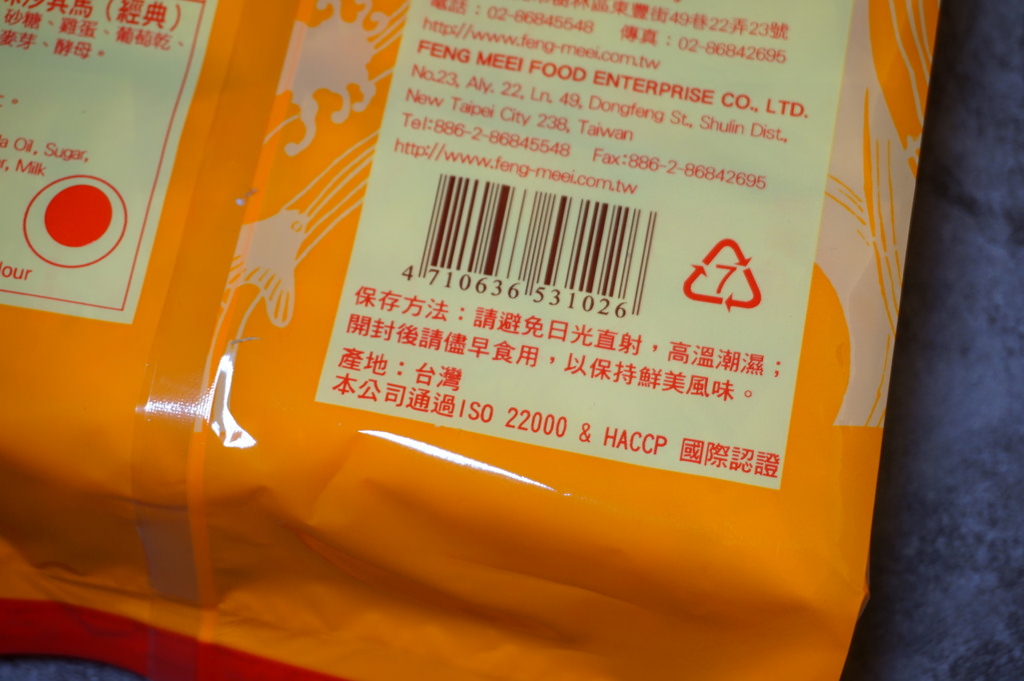 沙其馬（經典）
砂糖、雞蛋、葡萄乾、
麥芽、酵母。
Oil, Sugar,
Milk
電話：02-86845548 傳真：02-86842695
http://www.feng-meei.com.tw
FENG MEEI FOOD ENTERPRISE CO., LTD.
No.23, Aly. 22, Ln. 49, Dongfeng St., Shulin Dist.,
New Taipei City 238, Taiwan
Tel:886-2-86845548 Fax:886-2-86842695
http://www.feng-meei.com.tw
4 710636 531026
7
保存方法：請避免日光直射，高溫潮濕；
開封後請儘早食用，以保持鮮美風味。
產地：台灣
本公司通過ISO 22000 & HACCP 國際認證